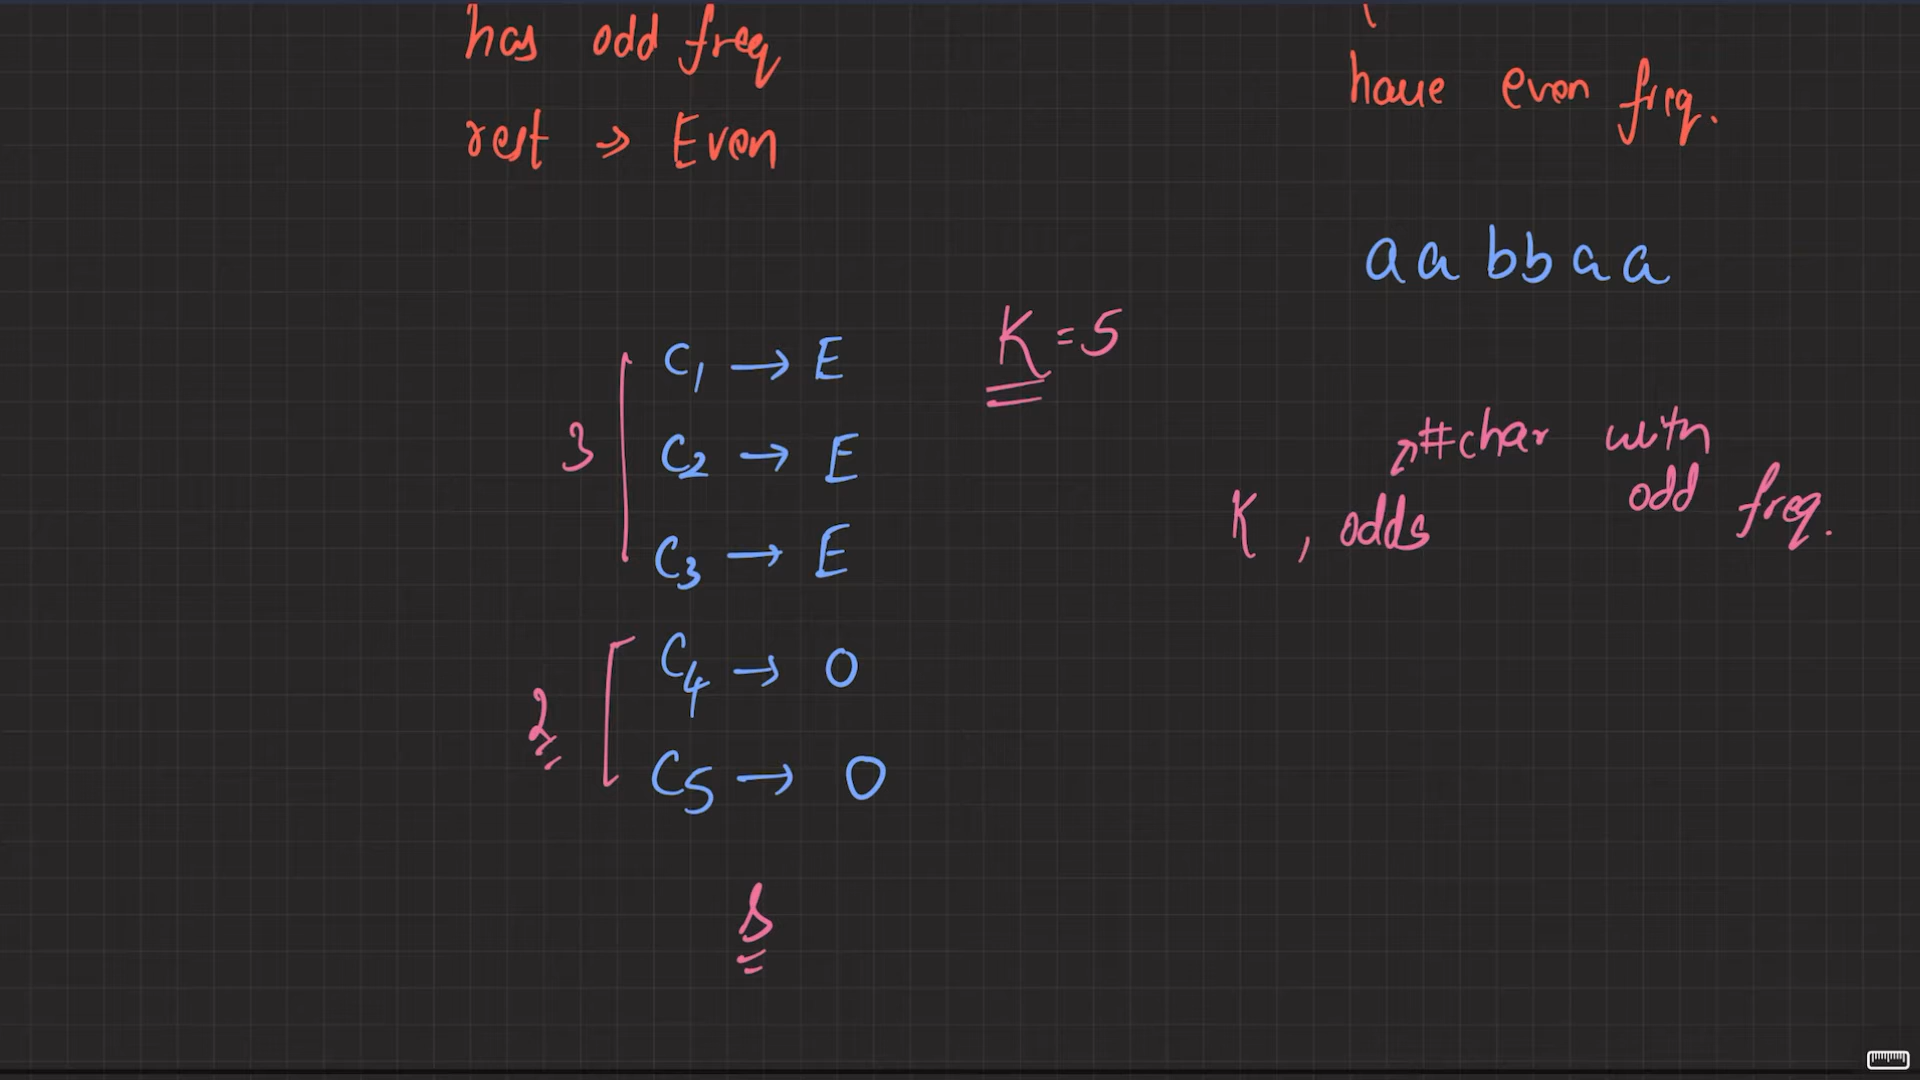 has odd freq
rest → Even
have even freq.
a a b b a a
K = 5
3
C1 → E
C2 → E
C3 → E
2
C4 → O
C5 → O
#char with
odd freq.
K , odds
s